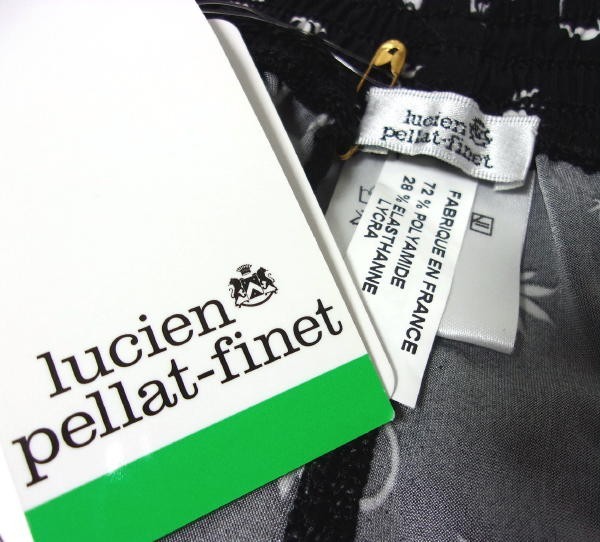 lucien
pellat-finet
lucien
pellat-finet
FABRIQUE EN FRANCE
72 % POLYAMIDE
28 % ELASTHANNE
LYCRA